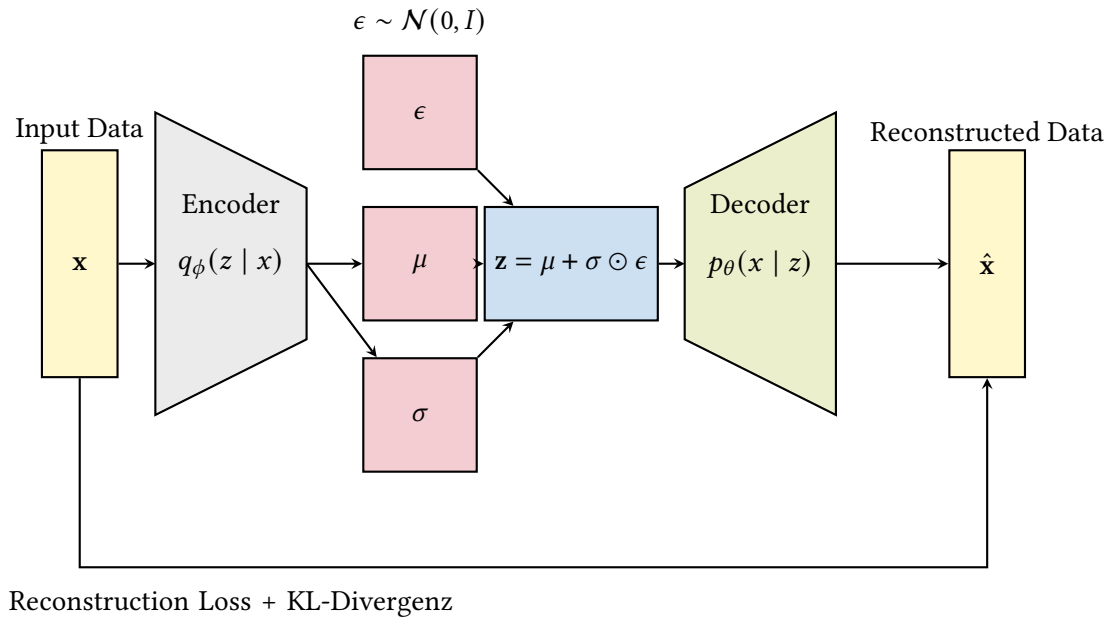 ϵ ∼ 𝒩(0, I)
ϵ
Input Data
Reconstructed Data
Encoder
Decoder
x
q_ϕ(z | x)
μ
z = μ + σ ⊙ ϵ
p_θ(x | z)
x̂
σ
Reconstruction Loss + KL-Divergenz